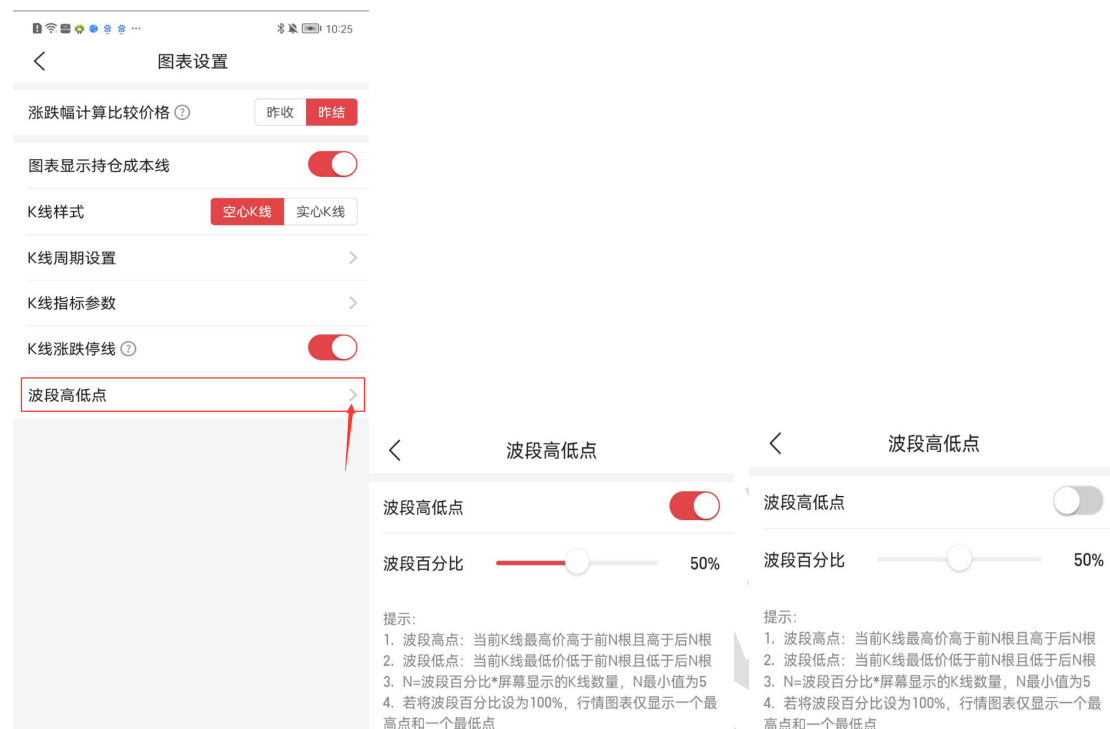 10:25
图表设置
涨跌幅计算比较价格 ?
昨收 昨结
图表显示持仓成本线
K线样式
空心K线 实心K线
K线周期设置
K线指标参数
K线涨跌停线 ?
波段高低点
波段高低点
波段高低点
波段百分比 50%
提示:
1. 波段高点：当前K线最高价高于前N根且高于后N根
2. 波段低点：当前K线最低价低于前N根且低于后N根
3. N=波段百分比*屏幕显示的K线数量，N最小值为5
4. 若将波段百分比设为100%，行情图表仅显示一个最
高点和一个最低点
波段高低点
波段高低点
波段百分比 50%
提示:
1. 波段高点：当前K线最高价高于前N根且高于后N根
2. 波段低点：当前K线最低价低于前N根且低于后N根
3. N=波段百分比*屏幕显示的K线数量，N最小值为5
4. 若将波段百分比设为100%，行情图表仅显示一个最
高点和一个最低点